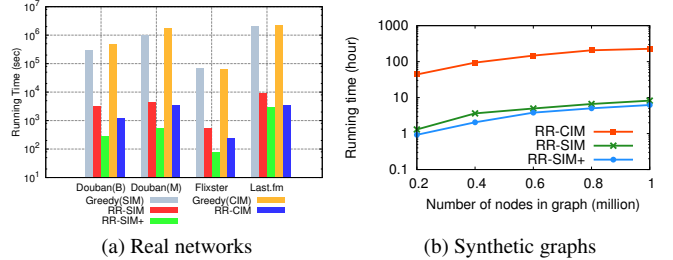 10^7
10^6
10^5
10^4
10^3
10^2
10^1
Running Time (sec)
Douban(B) Douban(M) Flixster Last.fm
Greedy(SIM) Greedy(CIM)
RR-SIM RR-CIM
RR-SIM+
(a) Real networks
1000
100
10
1
0.1
Running time (hour)
RR-CIM
RR-SIM
RR-SIM+
0.2 0.4 0.6 0.8 1
Number of nodes in graph (million)
(b) Synthetic graphs